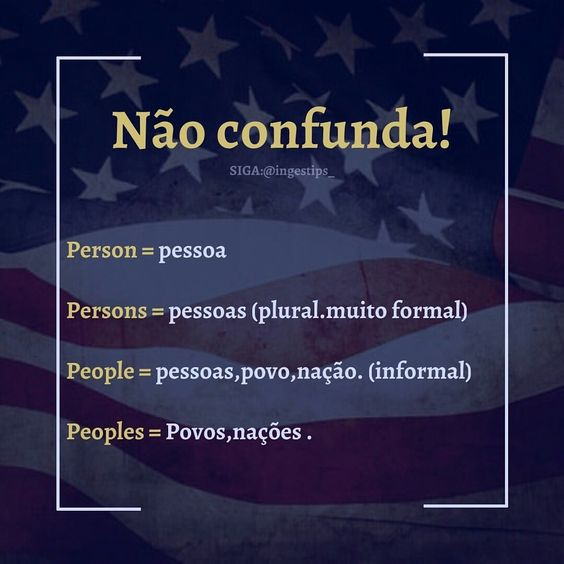 Não confunda!
SIGA:@ingestips_
Person = pessoa
Persons = pessoas (plural.muito formal)
People = pessoas,povo,nação. (informal)
Peoples = Povos,nações .